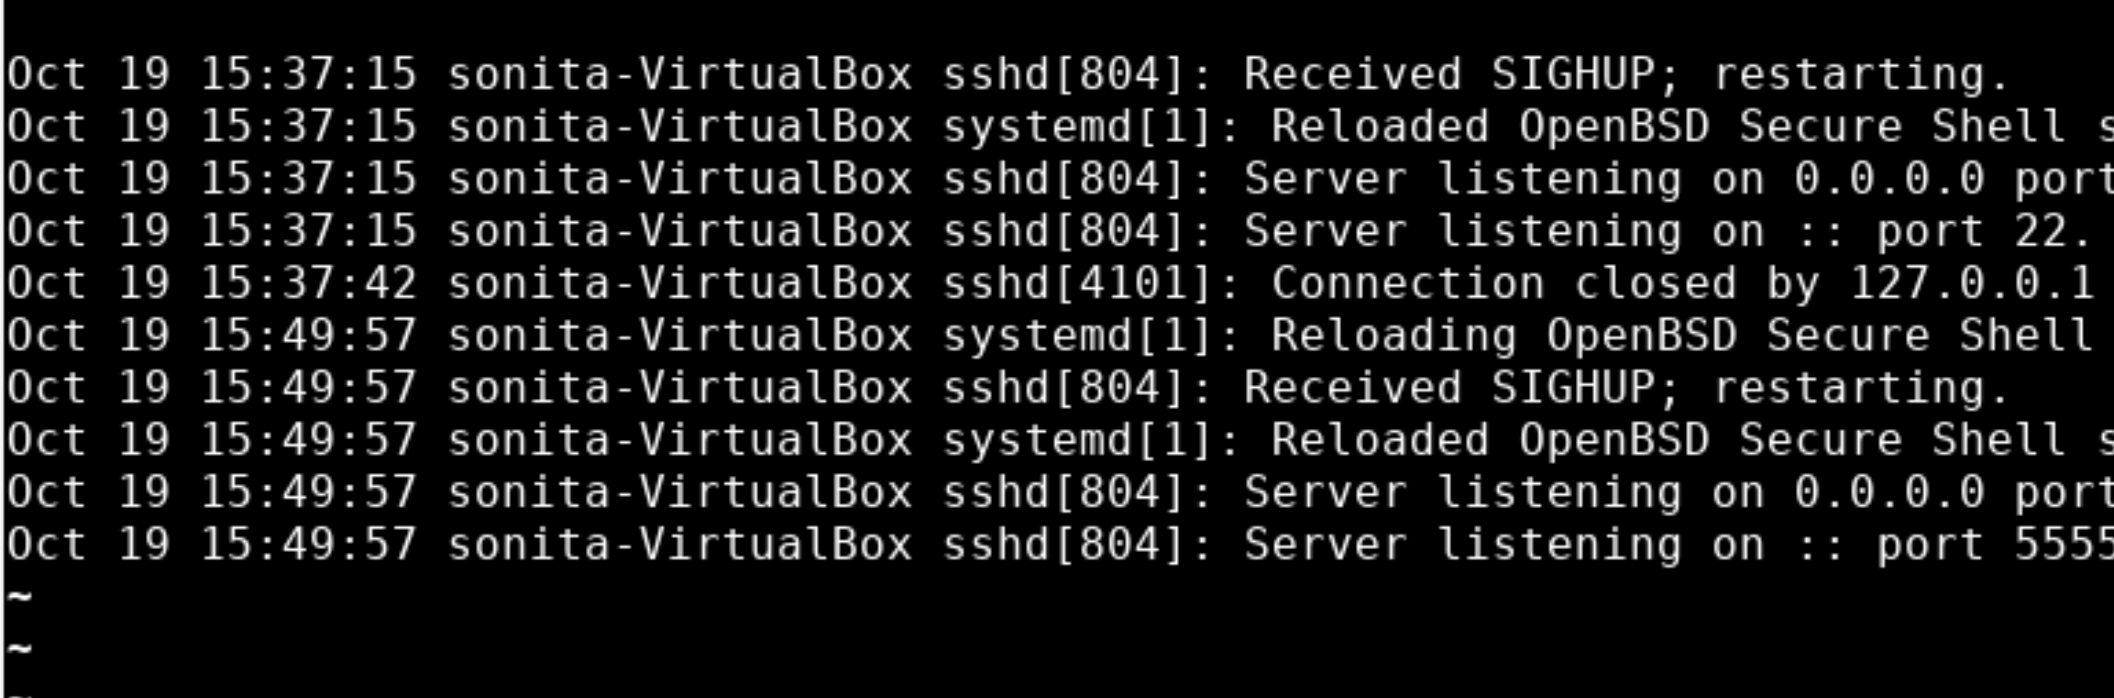 Oct 19 15:37:15 sonita-VirtualBox sshd[804]: Received SIGHUP; restarting.
Oct 19 15:37:15 sonita-VirtualBox systemd[1]: Reloaded OpenBSD Secure Shell s
Oct 19 15:37:15 sonita-VirtualBox sshd[804]: Server listening on 0.0.0.0 port
Oct 19 15:37:15 sonita-VirtualBox sshd[804]: Server listening on :: port 22.
Oct 19 15:37:42 sonita-VirtualBox sshd[4101]: Connection closed by 127.0.0.1
Oct 19 15:49:57 sonita-VirtualBox systemd[1]: Reloading OpenBSD Secure Shell
Oct 19 15:49:57 sonita-VirtualBox sshd[804]: Received SIGHUP; restarting.
Oct 19 15:49:57 sonita-VirtualBox systemd[1]: Reloaded OpenBSD Secure Shell s
Oct 19 15:49:57 sonita-VirtualBox sshd[804]: Server listening on 0.0.0.0 port
Oct 19 15:49:57 sonita-VirtualBox sshd[804]: Server listening on :: port 5555
~
~
~